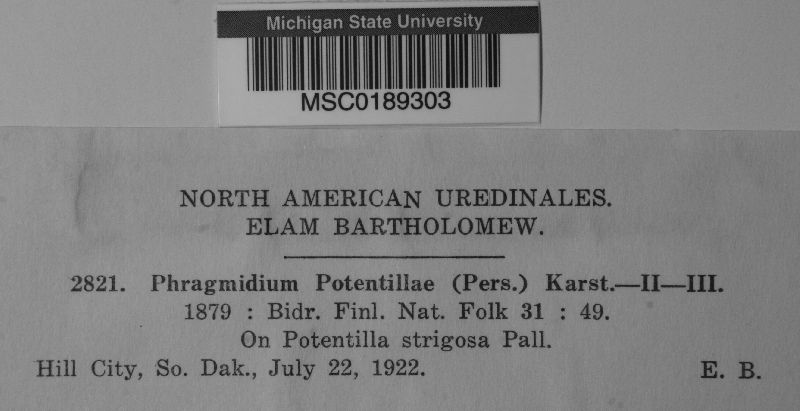 Michigan State University
MSC0189303
NORTH AMERICAN UREDINALES.
ELAM BARTHOLOMEW.
2821. Phragmidium Potentillae (Pers.) Karst.—II—III.
1879 : Bidr. Finl. Nat. Folk 31 : 49.
On Potentilla strigosa Pall.
Hill City, So. Dak., July 22, 1922. E. B.